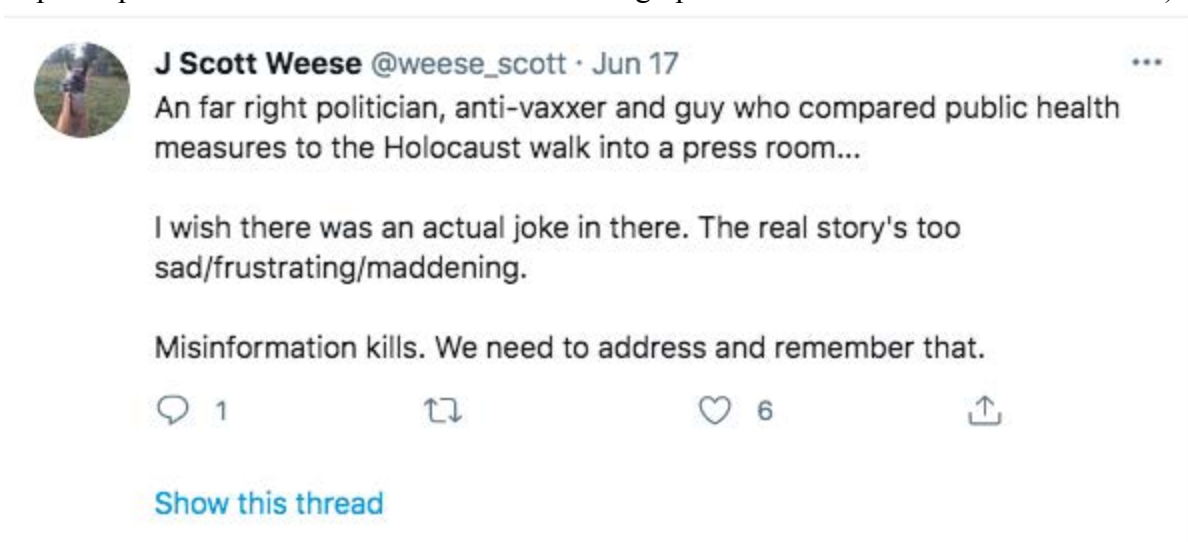 J Scott Weese @weese_scott · Jun 17
An far right politician, anti-vaxxer and guy who compared public health
measures to the Holocaust walk into a press room...
I wish there was an actual joke in there. The real story's too
sad/frustrating/maddening.
Misinformation kills. We need to address and remember that.
1 6
Show this thread